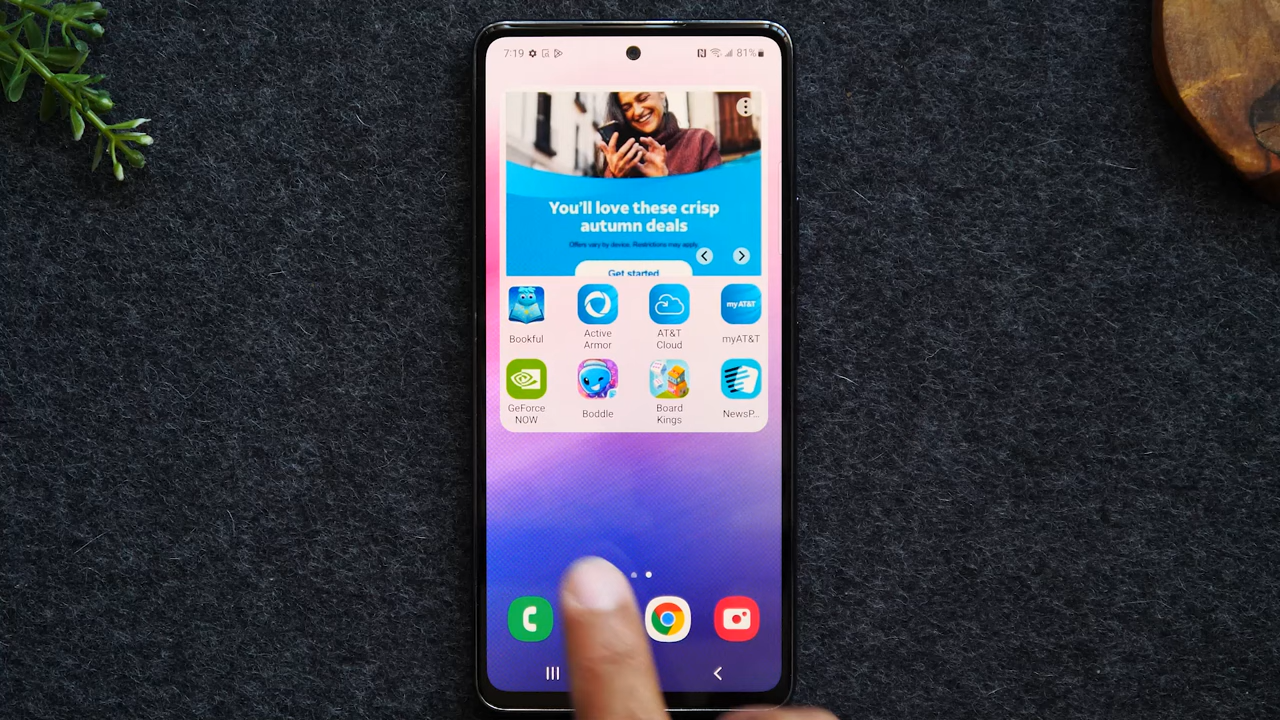 7:19 81%
You'll love these crisp
autumn deals
Offers vary by device. Restrictions may apply.
Get started
myAT&T
Bookful
Active
Armor
AT&T
Cloud
myAT&T
GeForce
NOW
Boddle
Board
Kings
NewsP...